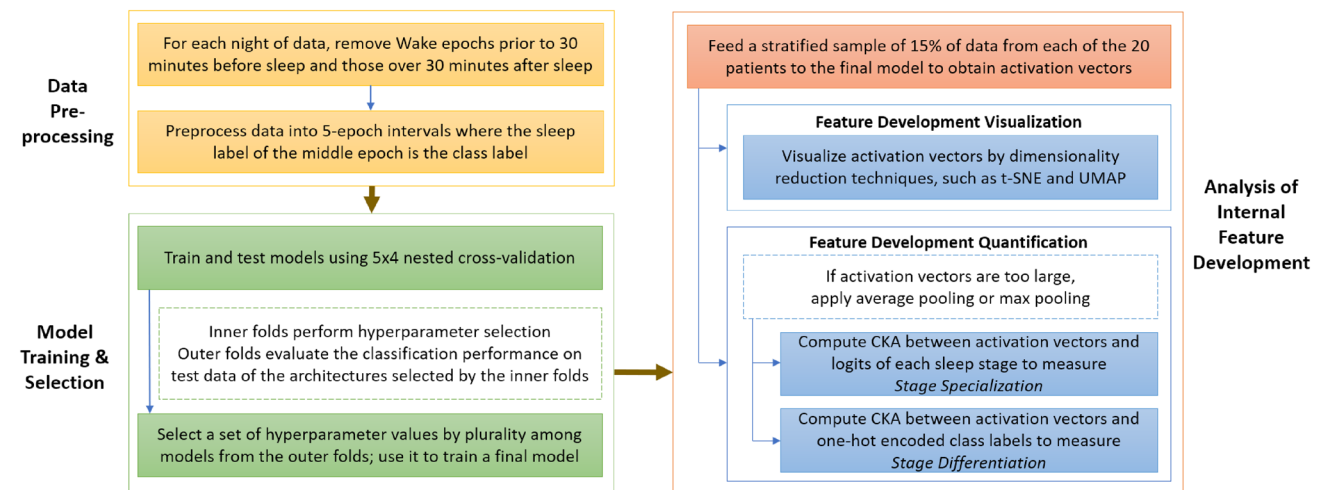 Data
Pre-
processing
For each night of data, remove Wake epochs prior to 30
minutes before sleep and those over 30 minutes after sleep
Preprocess data into 5-epoch intervals where the sleep
label of the middle epoch is the class label
Model
Training &
Selection
Train and test models using 5x4 nested cross-validation
Inner folds perform hyperparameter selection
Outer folds evaluate the classification performance on
test data of the architectures selected by the inner folds
Select a set of hyperparameter values by plurality among
models from the outer folds; use it to train a final model
Feed a stratified sample of 15% of data from each of the 20
patients to the final model to obtain activation vectors
Feature Development Visualization
Visualize activation vectors by dimensionality
reduction techniques, such as t-SNE and UMAP
Feature Development Quantification
If activation vectors are too large,
apply average pooling or max pooling
Compute CKA between activation vectors and
logits of each sleep stage to measure
Stage Specialization
Compute CKA between activation vectors and
one-hot encoded class labels to measure
Stage Differentiation
Analysis of
Internal
Feature
Development